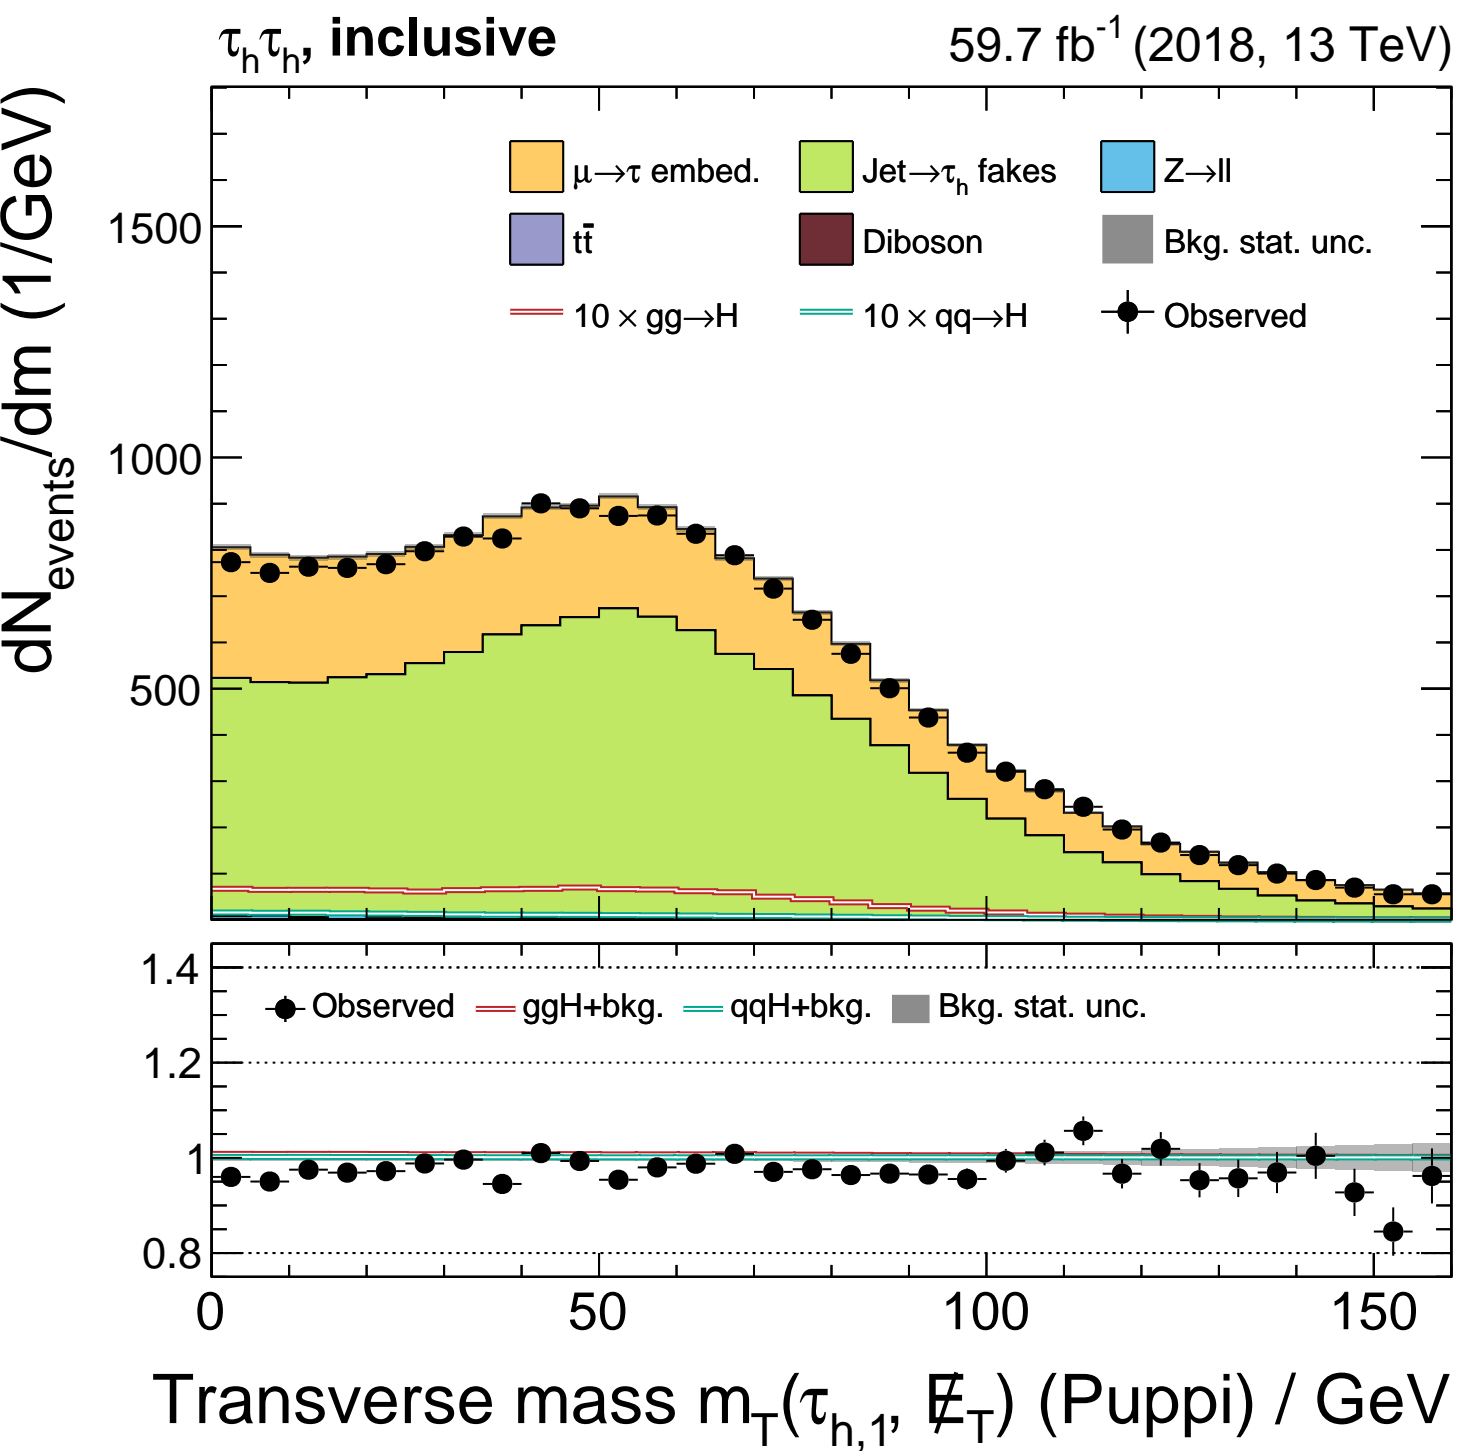 τhτh, inclusive 59.7 fb-1 (2018, 13 TeV)
dNevents/dm (1/GeV)
1500
1000
500
μ→τ embed. Jet→τh fakes Z→ll
tt̄ Diboson Bkg. stat. unc.
10 × gg→H 10 × qq→H Observed
1.4
1.2
1
0.8
Observed ggH+bkg. qqH+bkg. Bkg. stat. unc.
0 50 100 150
Transverse mass mT(τh,1, E̸T) (Puppi) / GeV